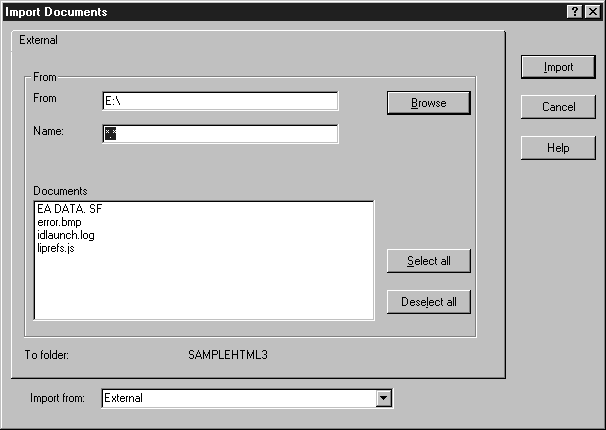 Import Documents
External
From
From E:\
Name: *.*
Documents
EA DATA. SF
error.bmp
idlaunch.log
liprefs.js
Browse
Select all
Deselect all
To folder: SAMPLEHTML3
Import from: External
Import
Cancel
Help